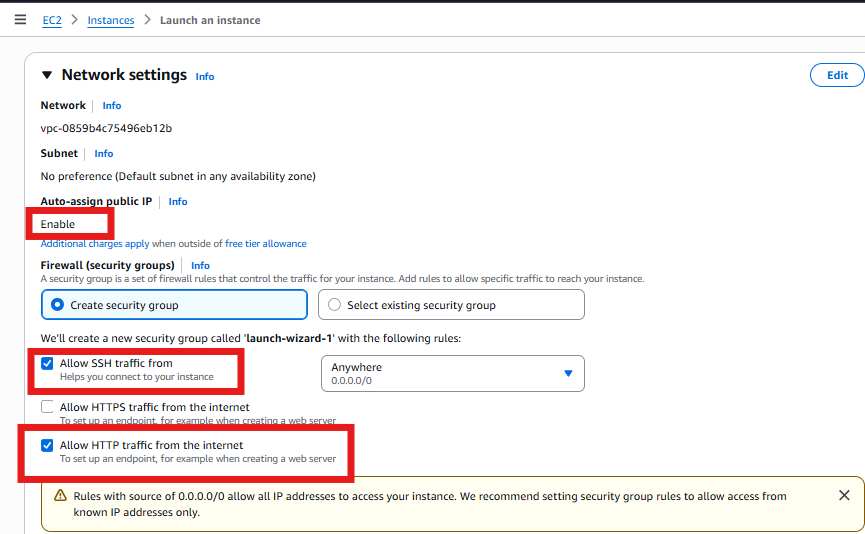 EC2 > Instances > Launch an instance
Network settings Info
Edit
Network Info
vpc-0859b4c75496eb12b
Subnet Info
No preference (Default subnet in any availability zone)
Auto-assign public IP Info
Enable
Additional charges apply when outside of free tier allowance
Firewall (security groups) Info
A security group is a set of firewall rules that control the traffic for your instance. Add rules to allow specific traffic to reach your instance.
Create security group
Select existing security group
We'll create a new security group called 'launch-wizard-1' with the following rules:
Allow SSH traffic from
Helps you connect to your instance
Anywhere
0.0.0.0/0
Allow HTTPS traffic from the internet
To set up an endpoint, for example when creating a web server
Allow HTTP traffic from the internet
To set up an endpoint, for example when creating a web server
Rules with source of 0.0.0.0/0 allow all IP addresses to access your instance. We recommend setting security group rules to allow access from
known IP addresses only.